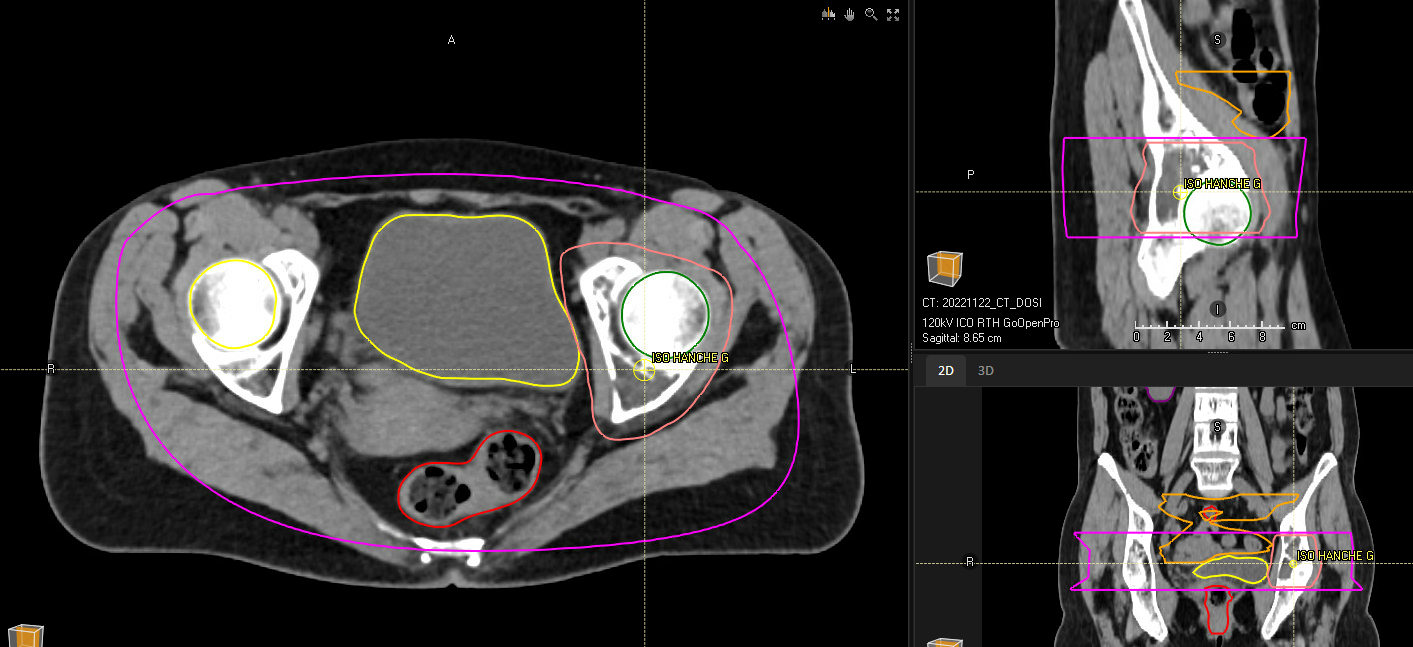 A
R
L
ISO HANCHE G
S
P
ISO HANCHE G
I
CT: 20221122_CT_DOSI
120kV ICO RTH GoOpenPro
Sagittal: 8.65 cm
0 2 4 6 8 cm
2D 3D
S
R
ISO HANCHE G